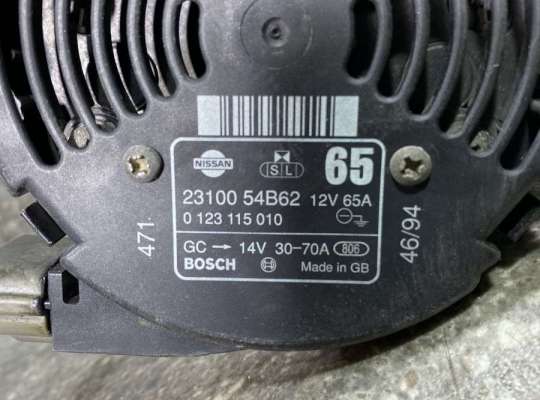 65
NISSAN
S L
23100 54B62 12V 65A
0 123 115 010
GC → 14V 30-70A 806
BOSCH Made in GB
471
46/94